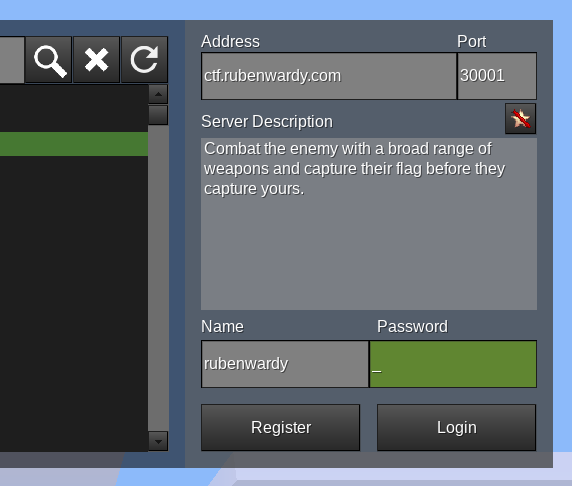 Address Port
ctf.rubenwardy.com 30001
Server Description
Combat the enemy with a broad range of
weapons and capture their flag before they
capture yours.
Name Password
rubenwardy _
Register Login